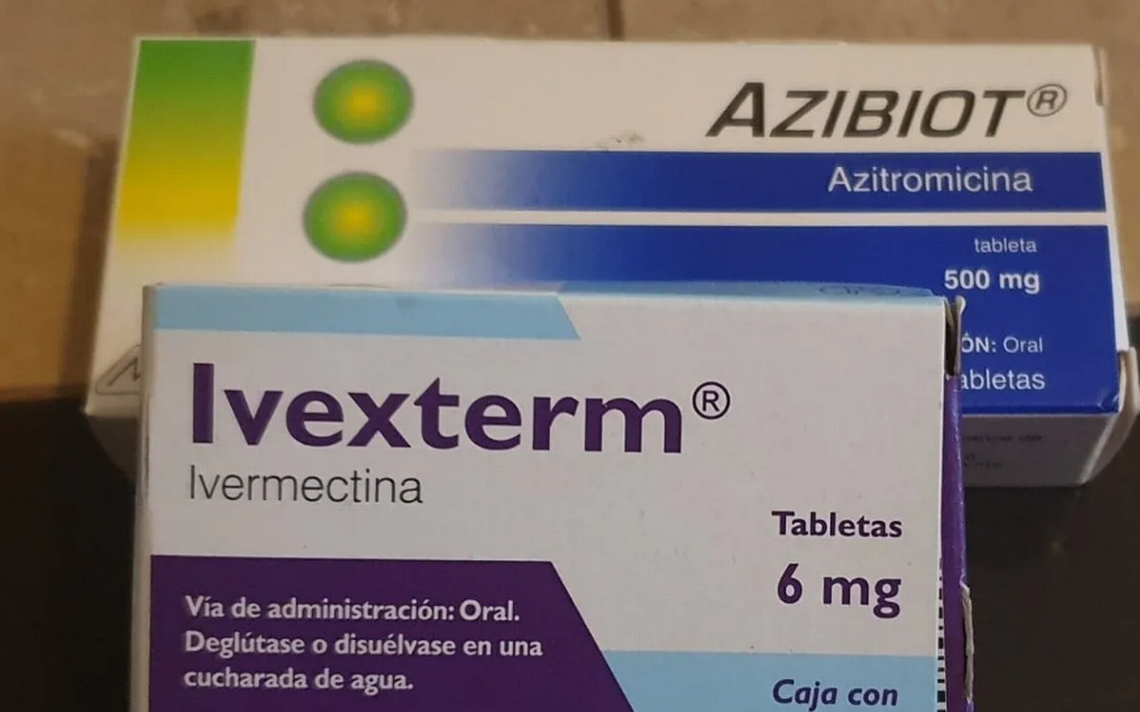 AZIBIOT®
Azitromicina
tableta
500 mg
ÓN: Oral
abletas
Ivexterm®
Ivermectina
Tabletas
6 mg
Vía de administración: Oral.
Deglútase o disuélvase en una
cucharada de agua.
Caja con